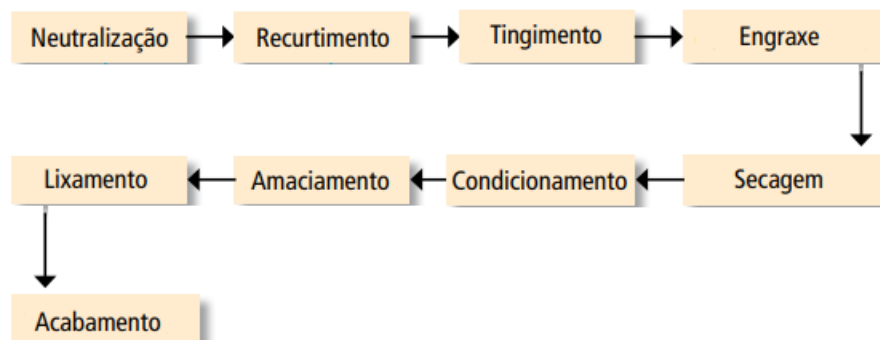 Neutralização
Recurtimento
Tingimento
Engraxe
Secagem
Condicionamento
Amaciamento
Lixamento
Acabamento